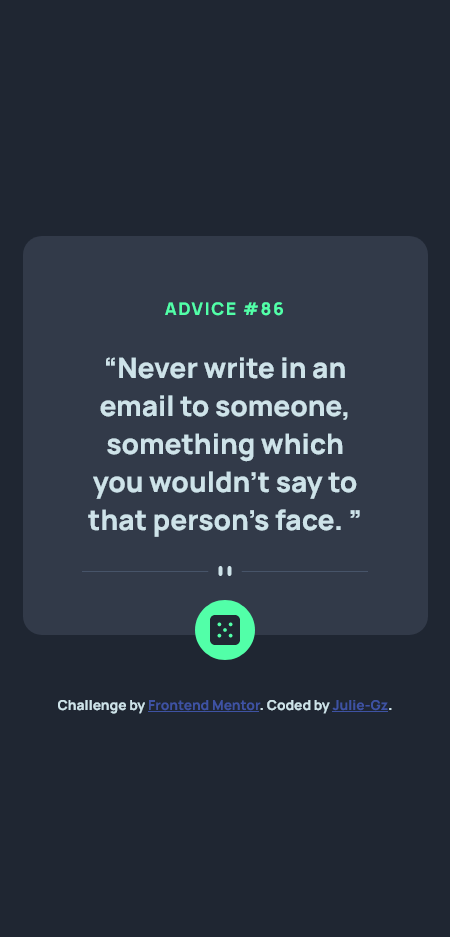 ADVICE #86
“Never write in an
email to someone,
something which
you wouldn’t say to
that person’s face. ”
Challenge by Frontend Mentor. Coded by Julie-Gz.